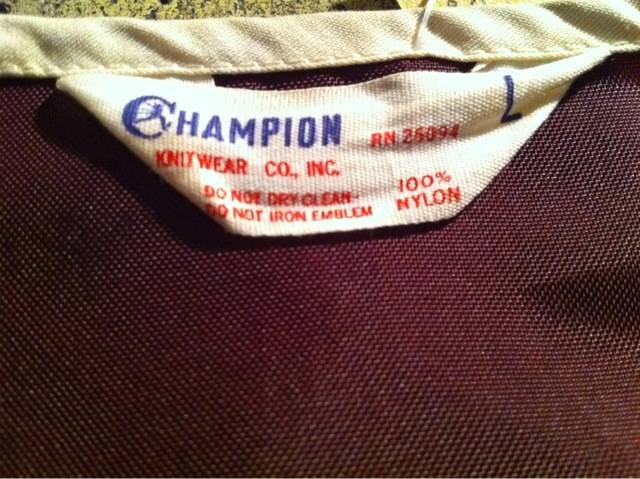 CHAMPION RN 26094 L
KNITWEAR CO., INC.
DO NOT DRY CLEAN-
DO NOT IRON EMBLEM
100%
NYLON